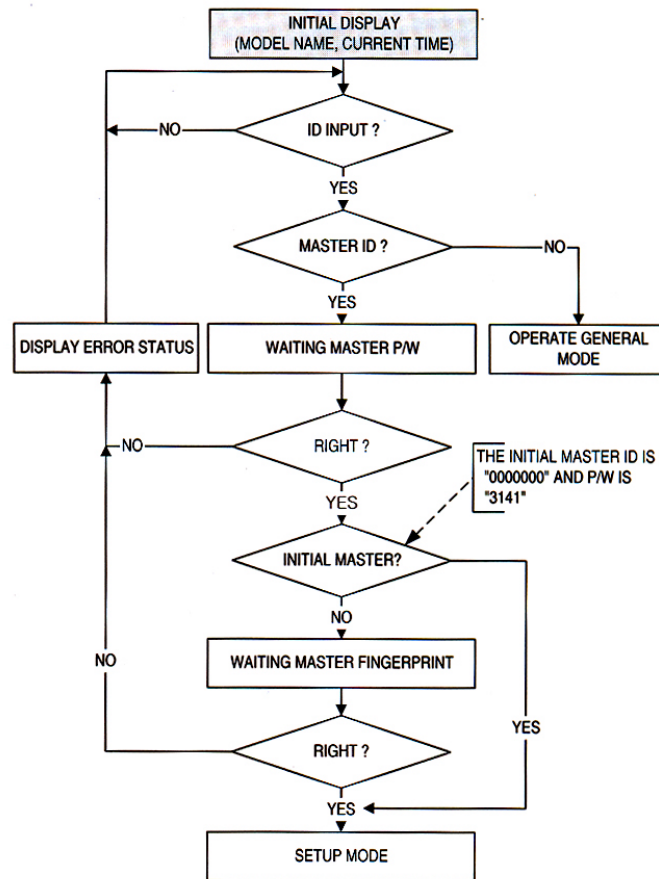 INITIAL DISPLAY
(MODEL NAME, CURRENT TIME)
NO
ID INPUT ?
YES
MASTER ID ?
NO
YES
DISPLAY ERROR STATUS
WAITING MASTER P/W
OPERATE GENERAL
MODE
NO
RIGHT ?
THE INITIAL MASTER ID IS
"0000000" AND P/W IS
"3141"
YES
INITIAL MASTER?
NO
NO
WAITING MASTER FINGERPRINT
YES
RIGHT ?
YES
SETUP MODE